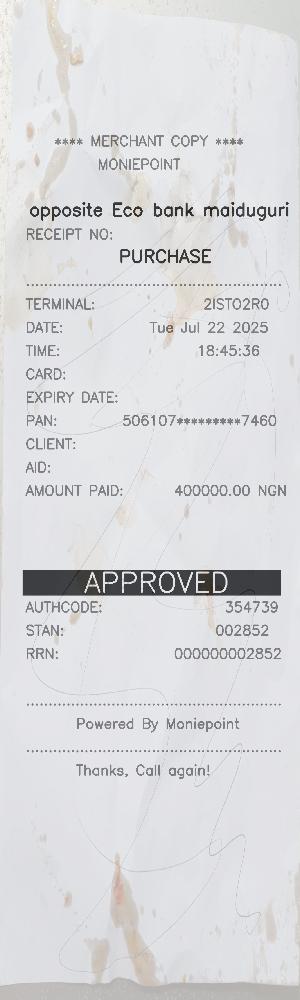 **** MERCHANT COPY ****
MONIEPOINT
opposite Eco bank maiduguri
RECEIPT NO:
PURCHASE
TERMINAL: 2ISTO2RO
DATE: Tue Jul 22 2025
TIME: 18:45:36
CARD:
EXPIRY DATE:
PAN: 506107*********7460
CLIENT:
AID:
AMOUNT PAID: 400000.00 NGN
APPROVED
AUTHCODE: 354739
STAN: 002852
RRN: 000000002852
Powered By Moniepoint
Thanks, Call again!